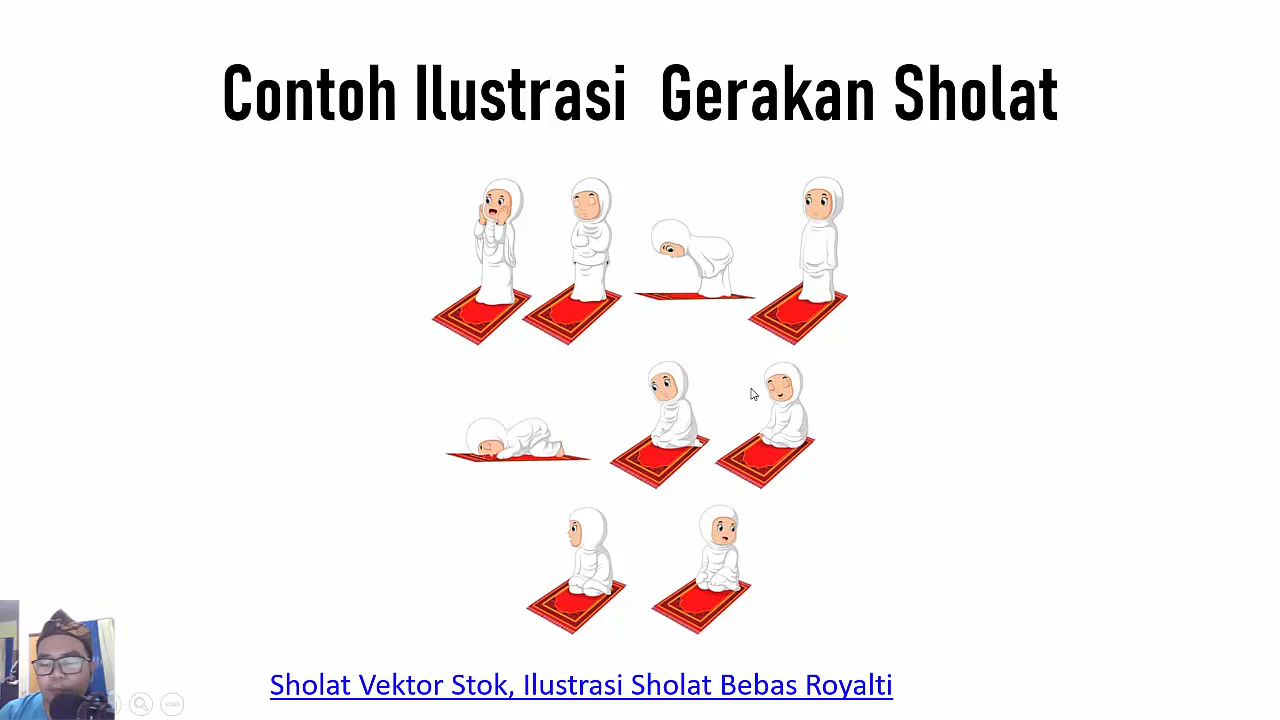 Contoh Ilustrasi Gerakan Sholat
Sholat Vektor Stok, Ilustrasi Sholat Bebas Royalti